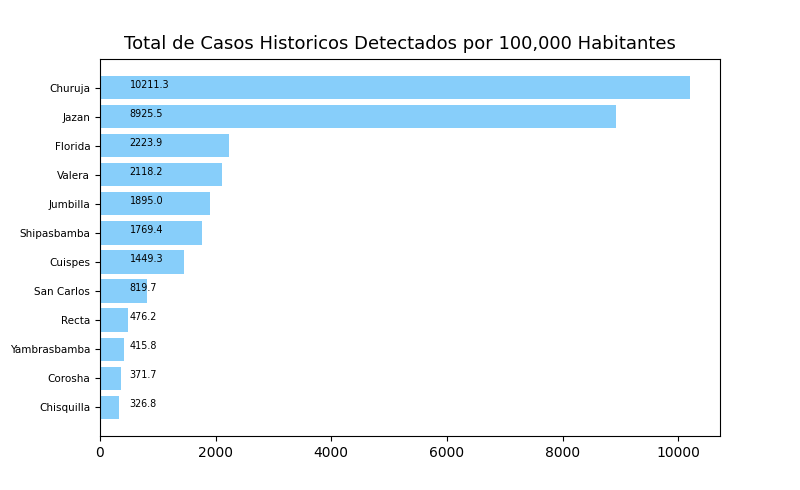 Total de Casos Historicos Detectados por 100,000 Habitantes
Churuja 10211.3
Jazan 8925.5
Florida 2223.9
Valera 2118.2
Jumbilla 1895.0
Shipasbamba 1769.4
Cuispes 1449.3
San Carlos 819.7
Recta 476.2
Yambrasbamba 415.8
Corosha 371.7
Chisquilla 326.8
0 2000 4000 6000 8000 10000